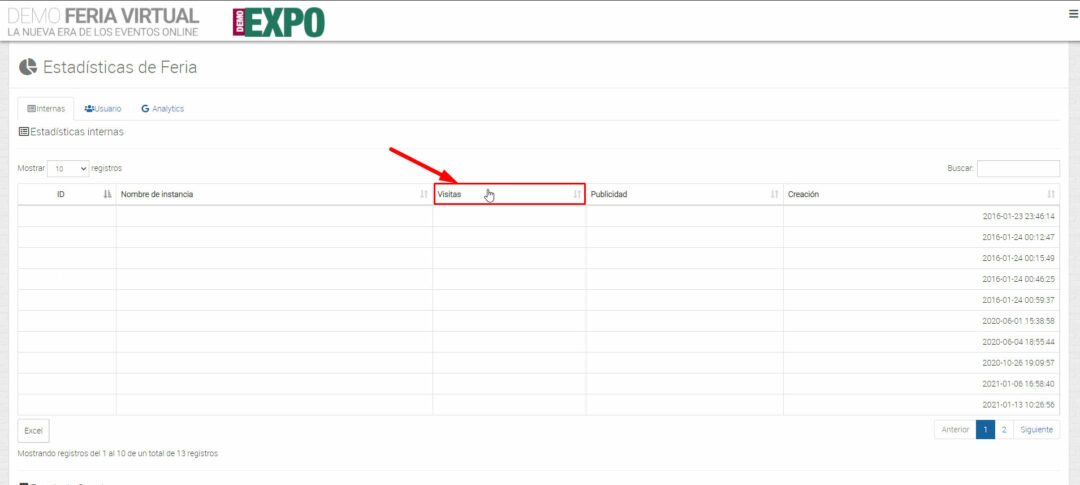 DEMO FERIA VIRTUAL
LA NUEVA ERA DE LOS EVENTOS ONLINE
DEMO EXPO
Estadísticas de Feria
Internas Usuario Analytics
Estadísticas internas
Mostrar 10 registros Buscar:
ID Nombre de instancia Visitas Publicidad Creación
2016-01-23 23:46:14
2016-01-24 00:12:47
2016-01-24 00:15:49
2016-01-24 00:46:25
2016-01-24 00:59:37
2020-06-01 15:38:58
2020-06-04 18:55:44
2020-10-26 19:09:57
2021-01-06 16:58:40
2021-01-13 10:26:56
Excel Anterior 1 2 Siguiente
Mostrando registros del 1 al 10 de un total de 13 registros